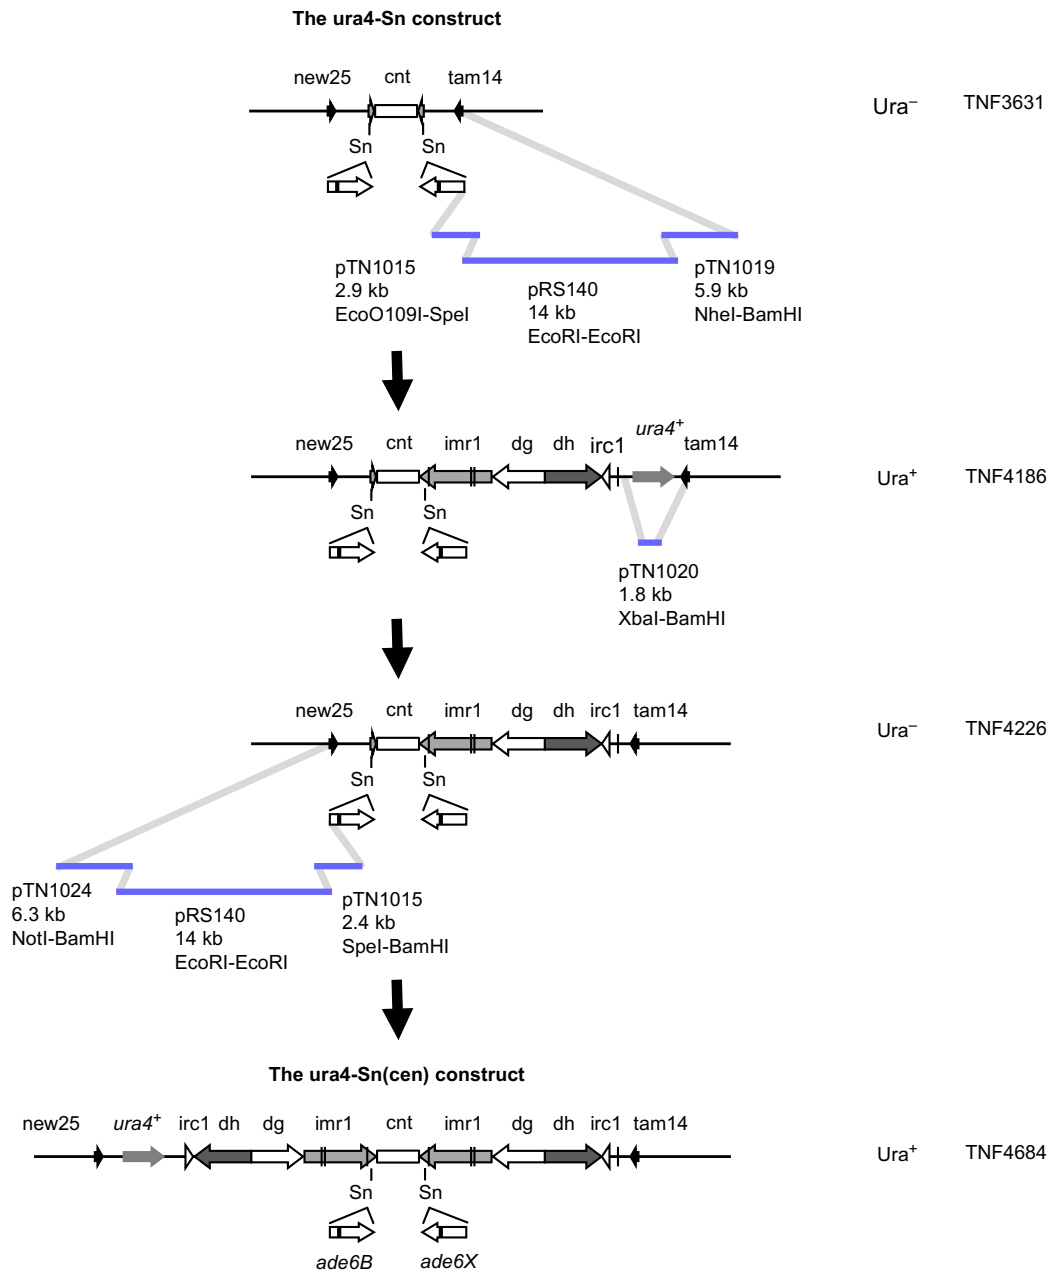 The ura4-Sn construct
new25 cnt tam14
Ura– TNF3631
Sn Sn
pTN1015
2.9 kb
EcoO109I-SpeI
pRS140
14 kb
EcoRI-EcoRI
pTN1019
5.9 kb
NheI-BamHI
new25 cnt imr1 dg dh irc1 ura4+ tam14
Ura+ TNF4186
Sn Sn
pTN1020
1.8 kb
XbaI-BamHI
new25 cnt imr1 dg dh irc1 tam14
Ura– TNF4226
Sn Sn
pTN1024
6.3 kb
NotI-BamHI
pRS140
14 kb
EcoRI-EcoRI
pTN1015
2.4 kb
SpeI-BamHI
The ura4-Sn(cen) construct
new25 ura4+ irc1 dh dg imr1 cnt imr1 dg dh irc1 tam14
Ura+ TNF4684
Sn Sn
ade6B ade6X